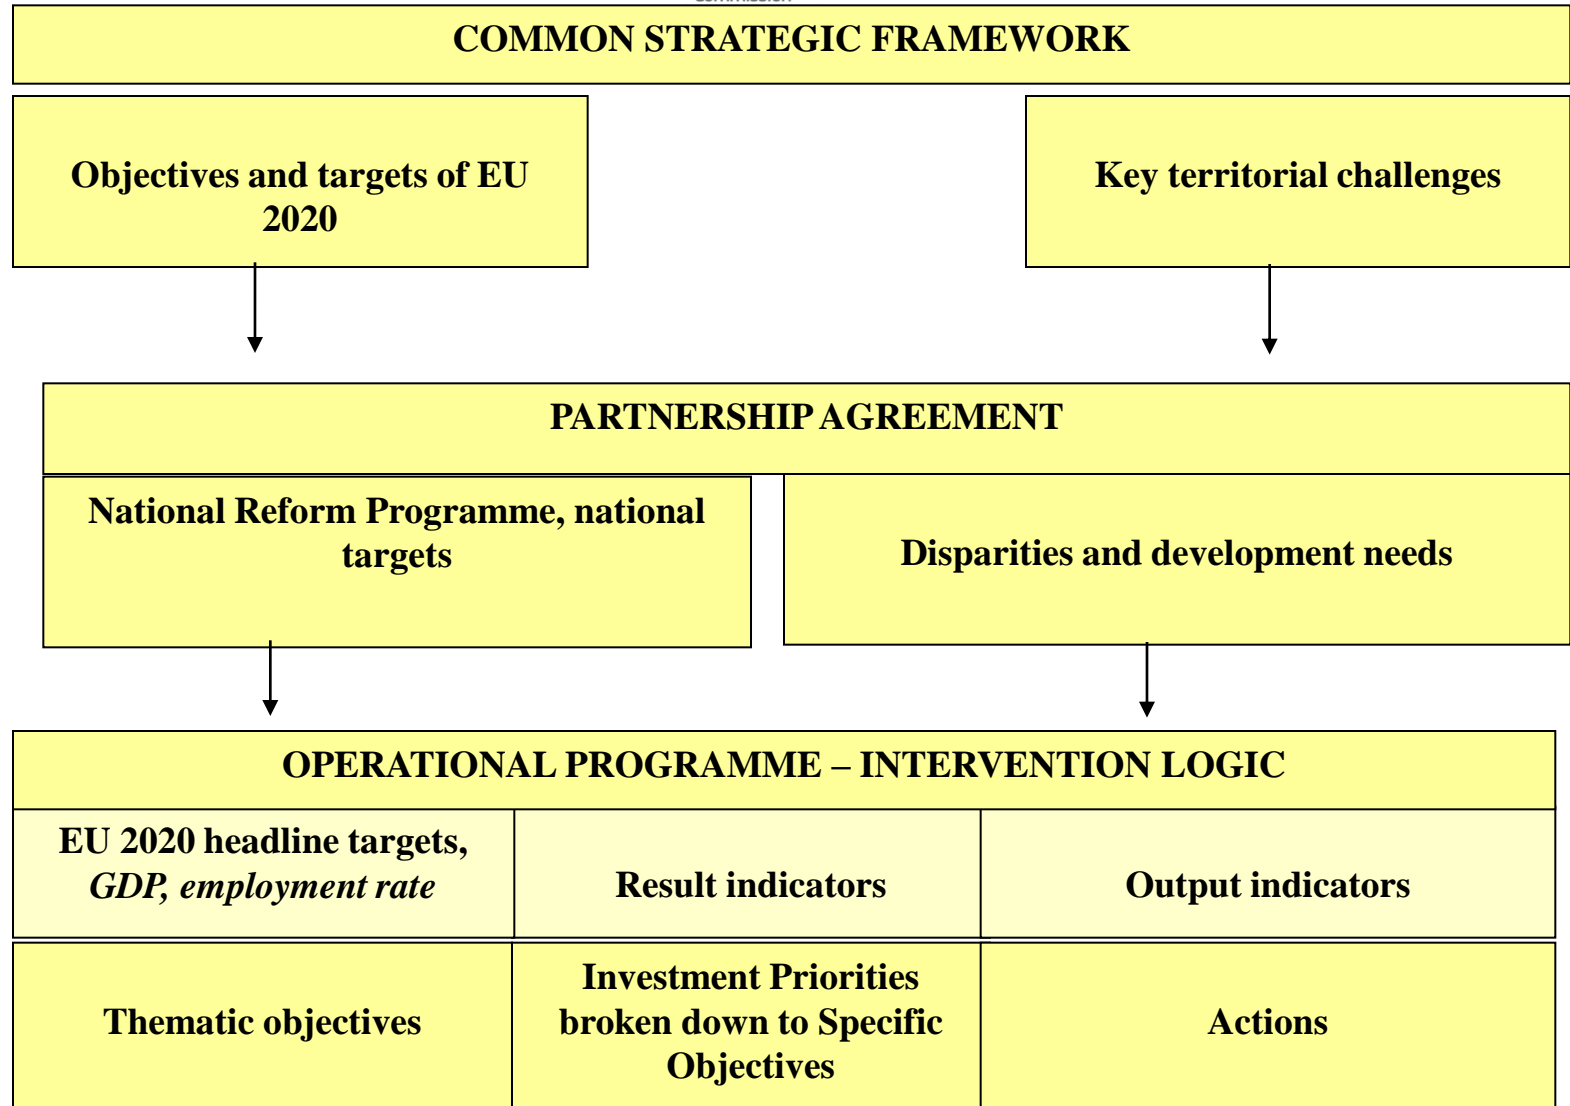 COMMON STRATEGIC FRAMEWORK
Objectives and targets of EU
2020
Key territorial challenges
PARTNERSHIP AGREEMENT
National Reform Programme, national
targets
Disparities and development needs
OPERATIONAL PROGRAMME – INTERVENTION LOGIC
EU 2020 headline targets,
GDP, employment rate
Result indicators
Output indicators
Thematic objectives
Investment Priorities
broken down to Specific
Objectives
Actions